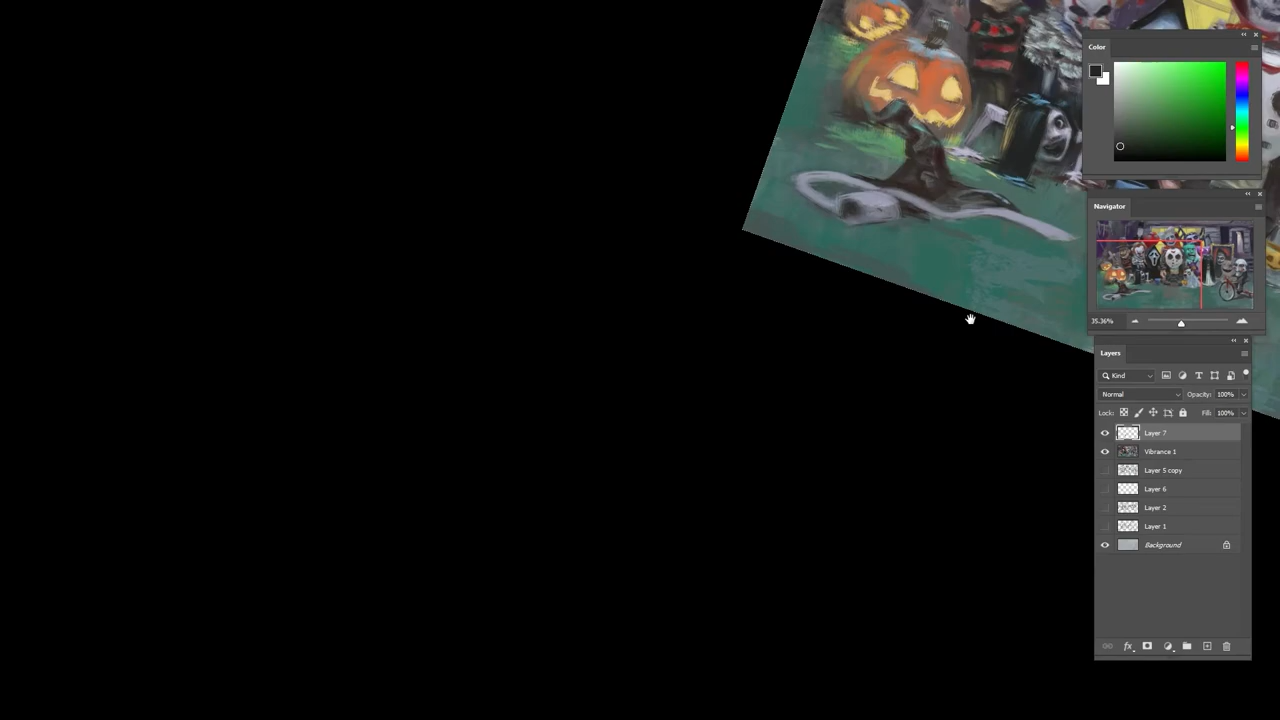 Color
Navigator
35.36%
Layers
Kind
Normal
Opacity: 100%
Lock:
Fill: 100%
Layer 7
Vibrance 1
Layer 5 copy
Layer 6
Layer 2
Layer 1
Background
fx